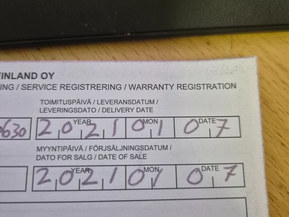 FINLAND OY
ING / SERVICE REGISTRERING / WARRANTY REGISTRATION
TOIMITUSPÄIVÄ / LEVERANSDATUM /
LEVERINGSDATO / DELIVERY DATE
YEAR MON DATE
630 2021 01 07
MYYNTIPÄIVÄ / FÖRSJÄLJNINGSDATUM /
DATO FOR SALG / DATE OF SALE
YEAR MON DATE
2021 01 07